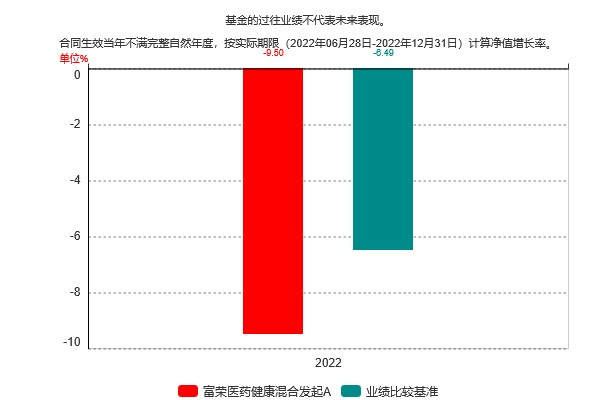 基金的过往业绩不代表未来表现。
合同生效当年不满完整自然年度，按实际期限（2022年06月28日-2022年12月31日）计算净值增长率。
单位%
-9.50
-6.49
0
-2
-4
-6
-8
-10
2022
富荣医药健康混合发起A
业绩比较基准